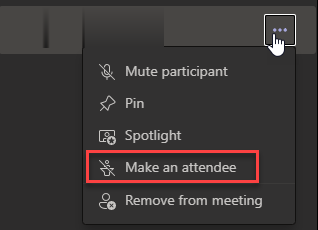 Mute participant
Pin
Spotlight
Make an attendee
Remove from meeting